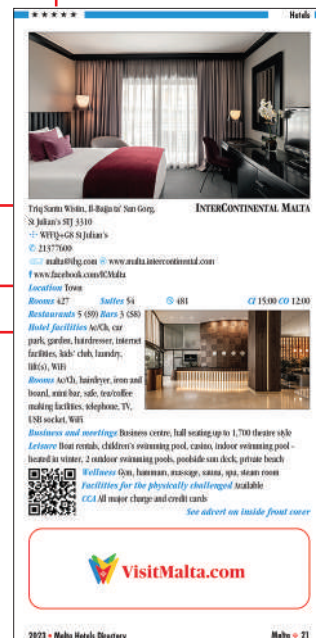 ★★★★★ Hotels
INTERCONTINENTAL MALTA
Triq Santu Wistin, Il-Bajja ta' San Ġorġ,
St Julian's STJ 3310
WFFQ+G8 St Julian's
21377600
malta@ihg.com www.malta.intercontinental.com
f www.facebook.com/ICMalta
Location Town
Rooms 427 Suites 54 481 CI 15:00 CO 12:00
Restaurants 5 (S9) Bars 3 (S8)
Hotel facilities Ac/Ch, car
park, garden, hairdresser, internet
facilities, kids' club, laundry,
lift(s), WiFi
Rooms Ac/Ch, hairdryer, iron and
board, mini bar, safe, tea/coffee
making facilities, telephone, TV,
USB socket, WiFi
Business and meetings Business centre, hall seating up to 1,700 theatre style
Leisure Boat rentals, children's swimming pool, casino, indoor swimming pool –
heated in winter, 2 outdoor swimming pools, poolside sun deck, private beach
Wellness Gym, hammam, massage, sauna, spa, steam room
Facilities for the physically challenged Available
CCA All major charge and credit cards
See advert on inside front cover
VisitMalta.com
2023 • Malta Hotels Directory Malta 21